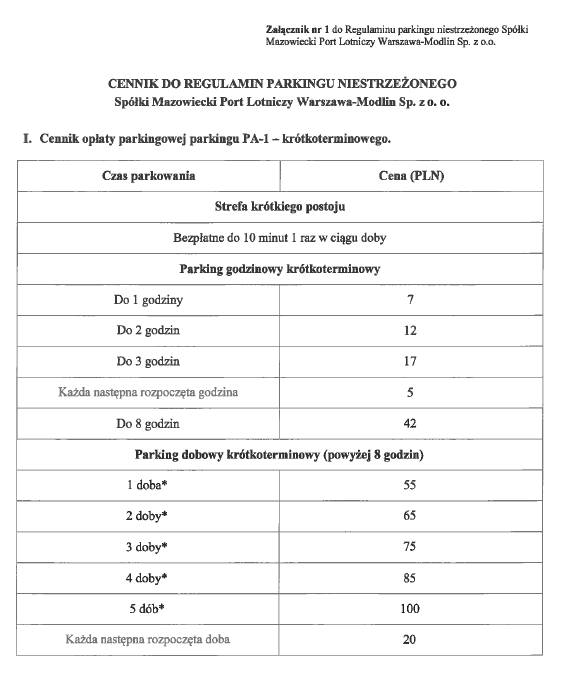 Załącznik nr 1 do Regulaminu parkingu niestrzeżonego Spółki
Mazowiecki Port Lotniczy Warszawa-Modlin Sp. z o.o.
CENNIK DO REGULAMIN PARKINGU NIESTRZEŻONEGO
Spółki Mazowiecki Port Lotniczy Warszawa-Modlin Sp. z o. o.
I. Cennik opłaty parkingowej parkingu PA-1 – krótkoterminowego.
Czas parkowania Cena (PLN)
Strefa krótkiego postoju
Bezpłatne do 10 minut 1 raz w ciągu doby
Parking godzinowy krótkoterminowy
Do 1 godziny 7
Do 2 godzin 12
Do 3 godzin 17
Każda następna rozpoczęta godzina 5
Do 8 godzin 42
Parking dobowy krótkoterminowy (powyżej 8 godzin)
1 doba* 55
2 doby* 65
3 doby* 75
4 doby* 85
5 dób* 100
Każda następna rozpoczęta doba 20